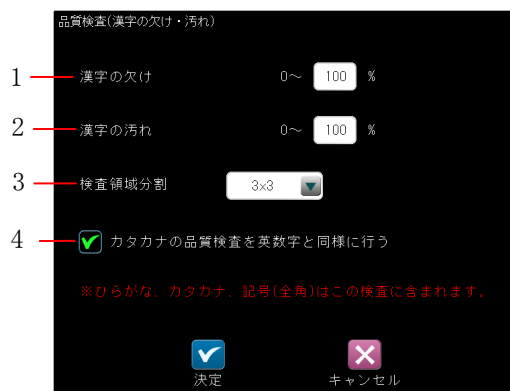 品質検査(漢字の欠け・汚れ)
1 漢字の欠け 0～ 100 %
2 漢字の汚れ 0～ 100 %
3 検査領域分割 3×3
4 カタカナの品質検査を英数字と同様に行う
※ひらがな、カタカナ、記号(全角)はこの検査に含まれます。
決定 キャンセル